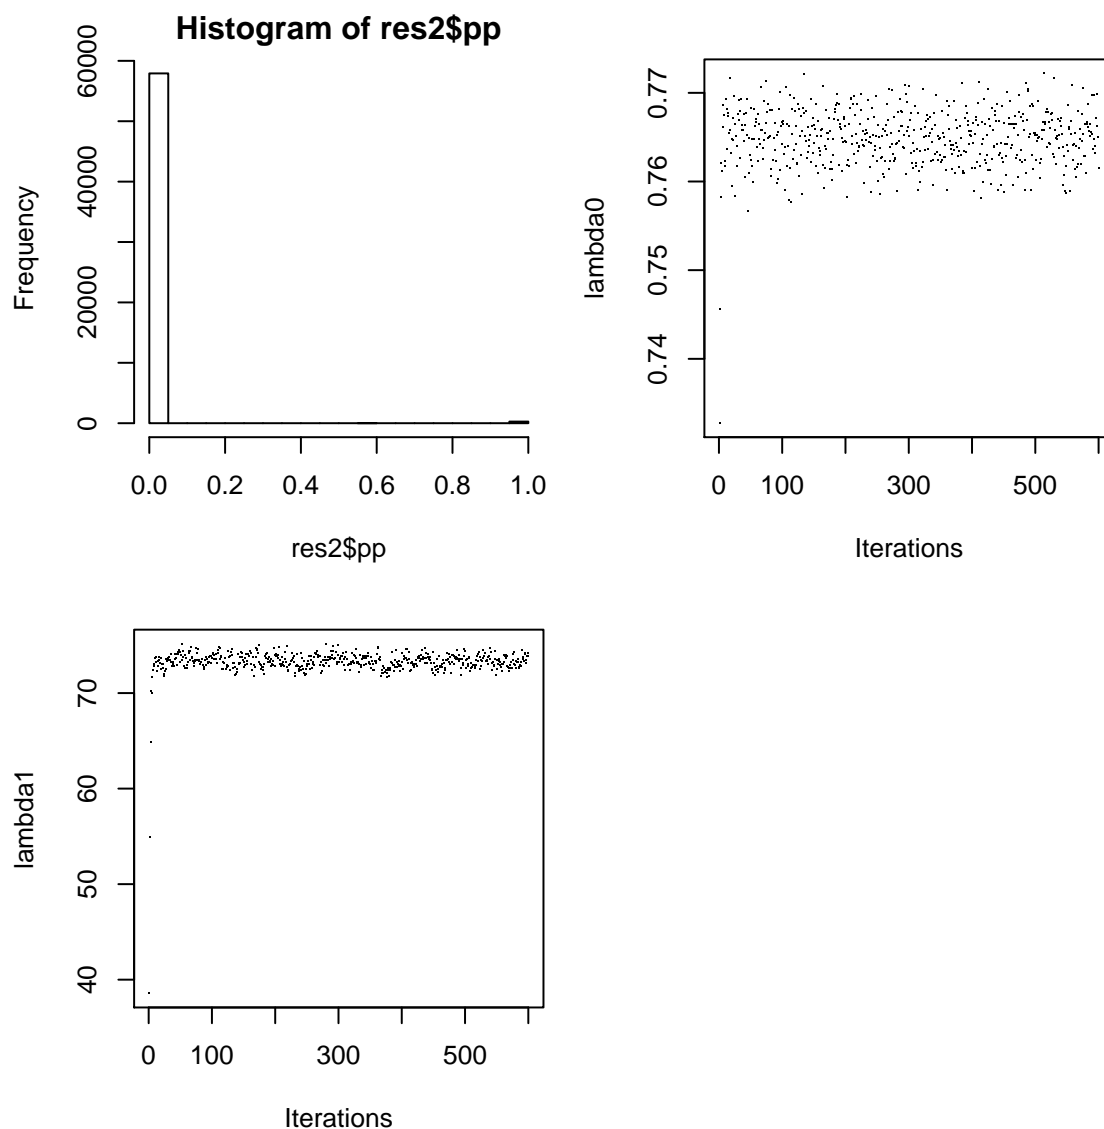 Histogram of res2$pp
Frequency
0
20000
40000
60000
0.0 0.2 0.4 0.6 0.8 1.0
res2$pp
lambda0
0.74
0.75
0.76
0.77
0 100 300 500
Iterations
lambda1
40
50
60
70
0 100 300 500
Iterations